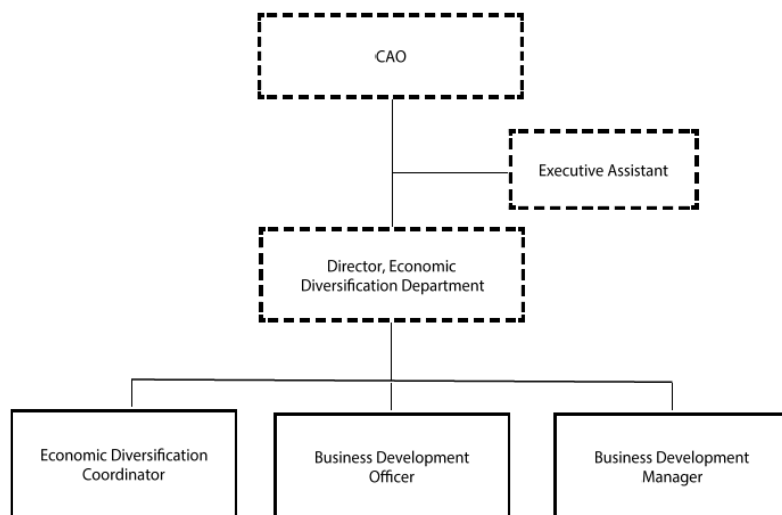 CAO
Executive Assistant
Director, Economic
Diversification Department
Economic Diversification
Coordinator
Business Development
Officer
Business Development
Manager